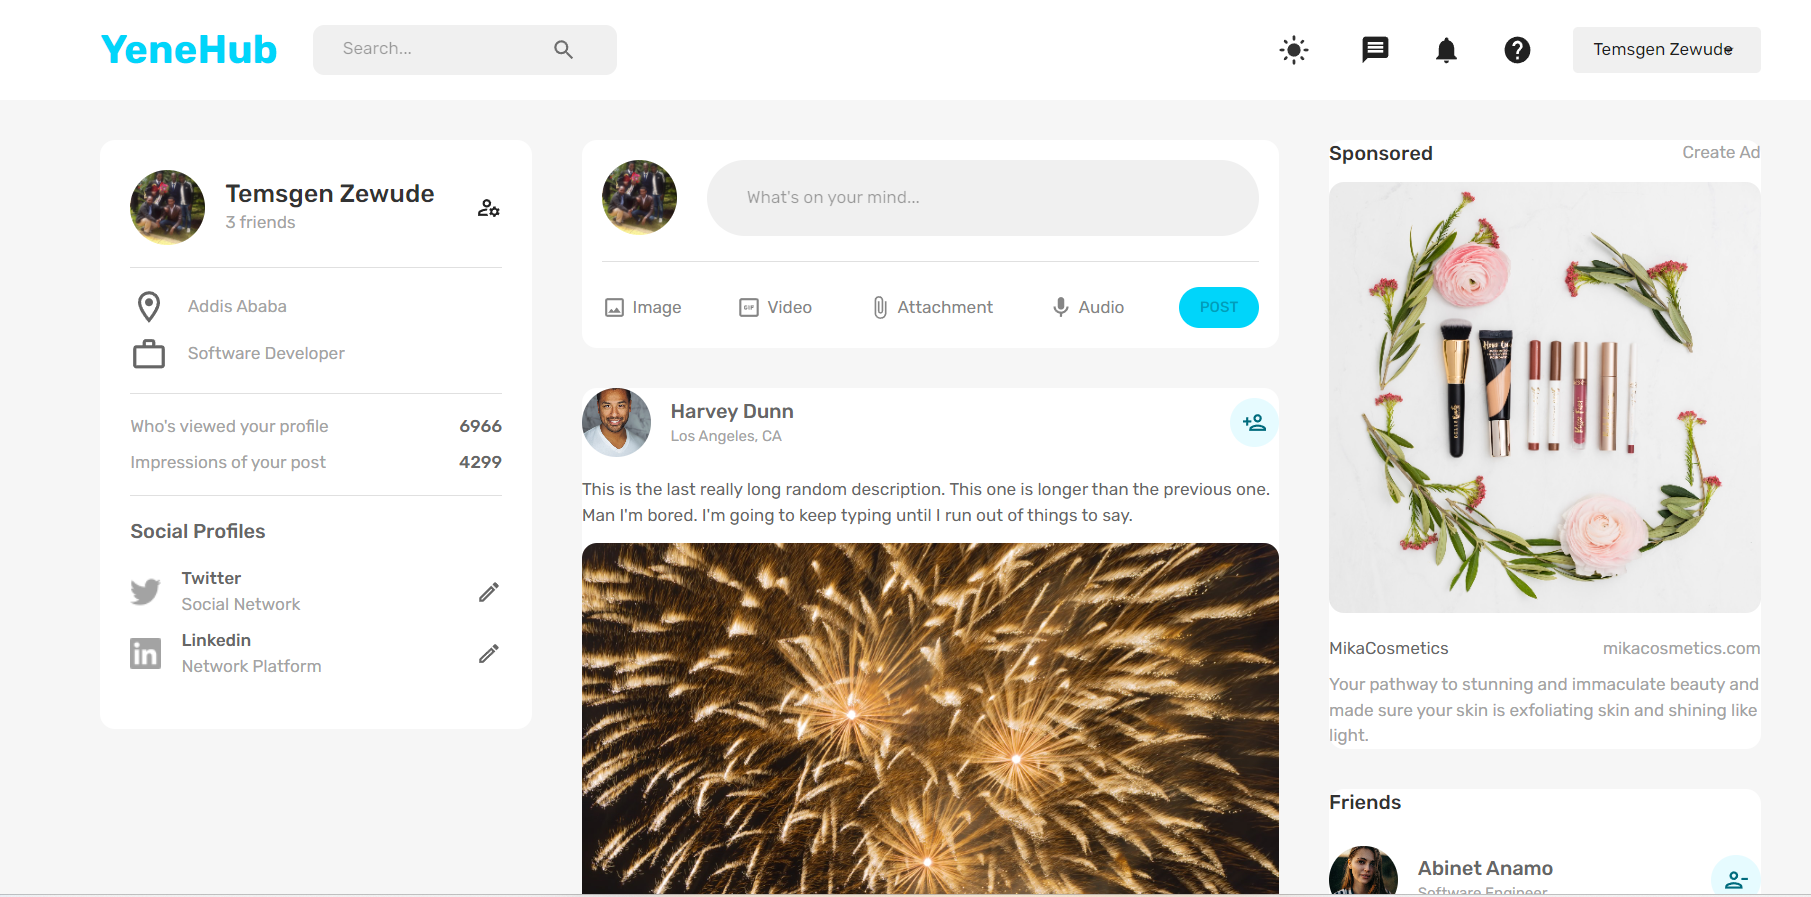 YeneHub
Search...
Temsgen Zewude
Temsgen Zewude
3 friends
Addis Ababa
Software Developer
Who's viewed your profile 6966
Impressions of your post 4299
Social Profiles
Twitter
Social Network
Linkedin
Network Platform
What's on your mind...
Image
GIF
Video
Attachment
Audio
POST
Harvey Dunn
Los Angeles, CA
This is the last really long random description. This one is longer than the previous one.
Man I'm bored. I'm going to keep typing until I run out of things to say.
Sponsored
Create Ad
MikaCosmetics
mikacosmetics.com
Your pathway to stunning and immaculate beauty and
made sure your skin is exfoliating skin and shining like
light.
Friends
Abinet Anamo
Software Engineer